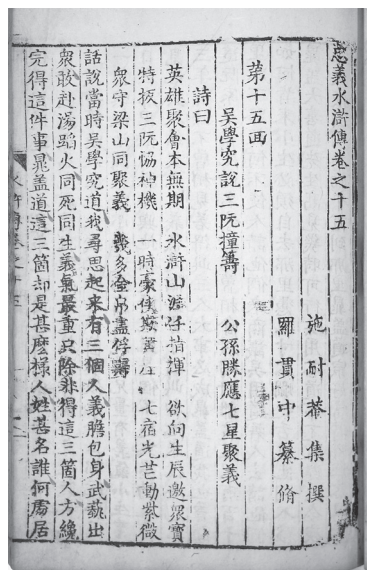 忠義水滸傳卷之十五
施耐菴集撰
羅貫中纂脩
第十五回
吳學究說三阮撞籌　公孫勝應七星聚義
詩曰
英雄聚會本無期　水滸山涯任指揮　欲向生辰邀眾寶
特扳三阮協神機　一時豪俠　七宿光芒動紫微
衆守梁山同聚義　幾多金帛盡俘歸
話說當時吳學究道我尋思起來有三個人義膽包身武藝出
衆敢赴湯蹈火同死同生義氣最重只除非得這三箇人方纔
完得這件事晁盖道這三箇却是甚麽樣人姓甚名誰何處居